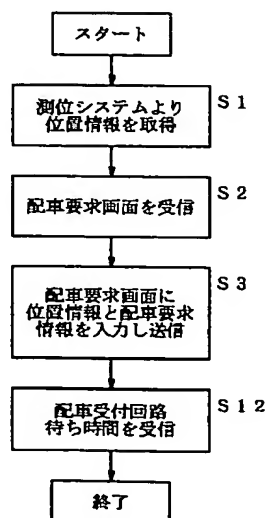 スタート
測位システムより
位置情報を取得
S1
配車要求画面を受信
S2
配車要求画面に
位置情報と配車要求
情報を入力し送信
S3
配車受付回路
待ち時間を受信
S12
終了